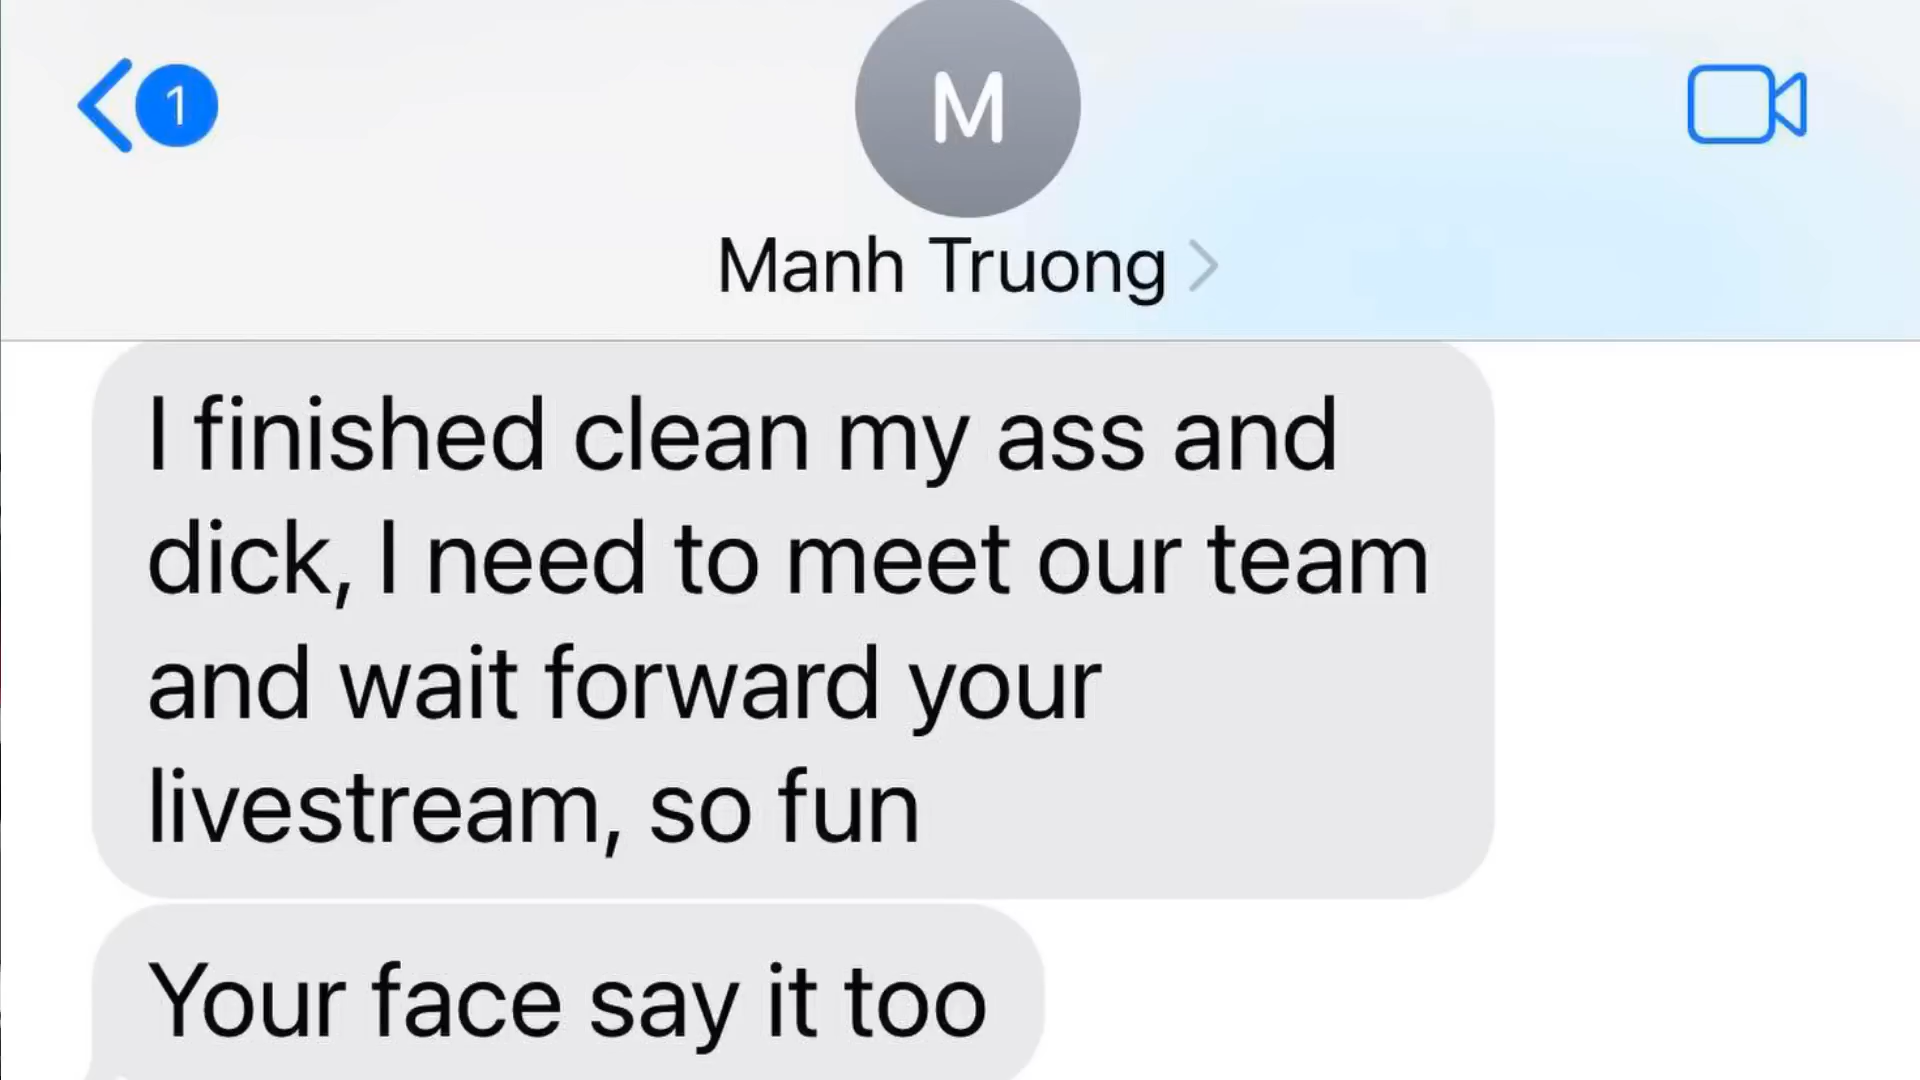 1
M
Manh Truong
I finished clean my ass and
dick, I need to meet our team
and wait forward your
livestream, so fun
Your face say it too